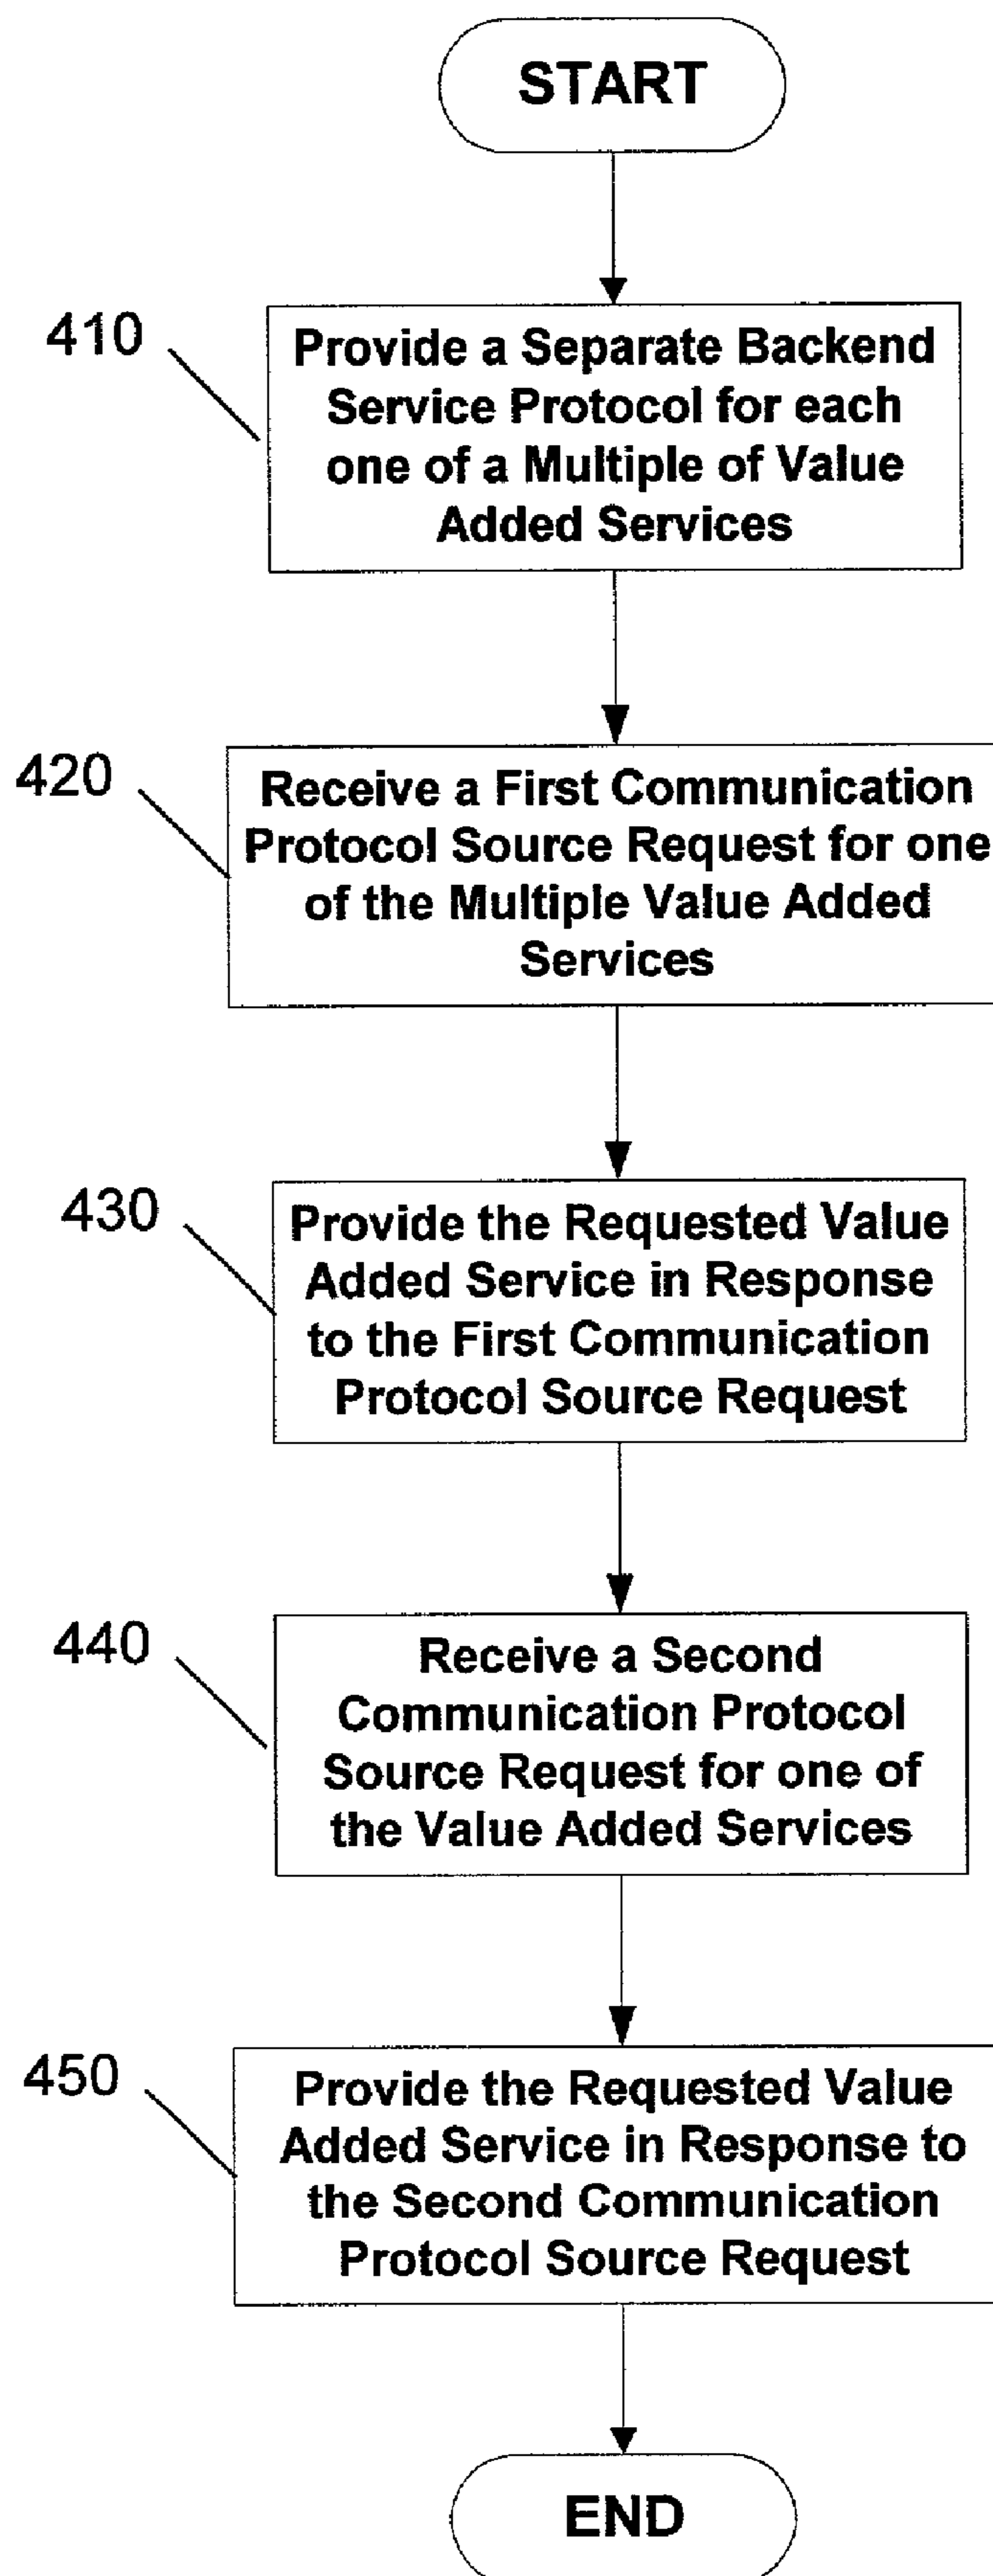 START
410
Provide a Separate Backend
Service Protocol for each
one of a Multiple of Value
Added Services
420
Receive a First Communication
Protocol Source Request for one
of the Multiple Value Added
Services
430
Provide the Requested Value
Added Service in Response
to the First Communication
Protocol Source Request
440
Receive a Second
Communication Protocol
Source Request for one of
the Value Added Services
450
Provide the Requested Value
Added Service in Response to
the Second Communication
Protocol Source Request
END